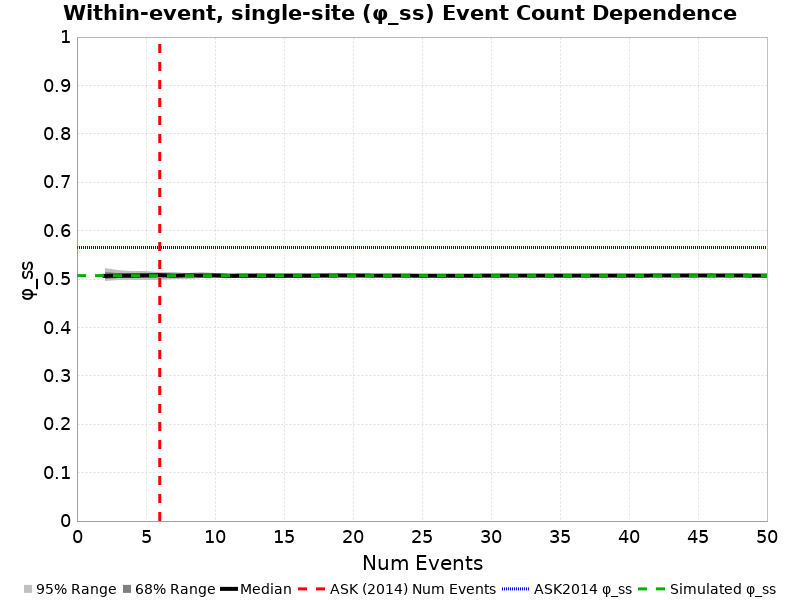 Within-event, single-site (φ_ss) Event Count Dependence
1
0.9
0.8
0.7
0.6
0.5
0.4
0.3
0.2
0.1
0
φ_ss
0 5 10 15 20 25 30 35 40 45 50
Num Events
95% Range 68% Range Median ASK (2014) Num Events ASK2014 φ_ss Simulated φ_ss